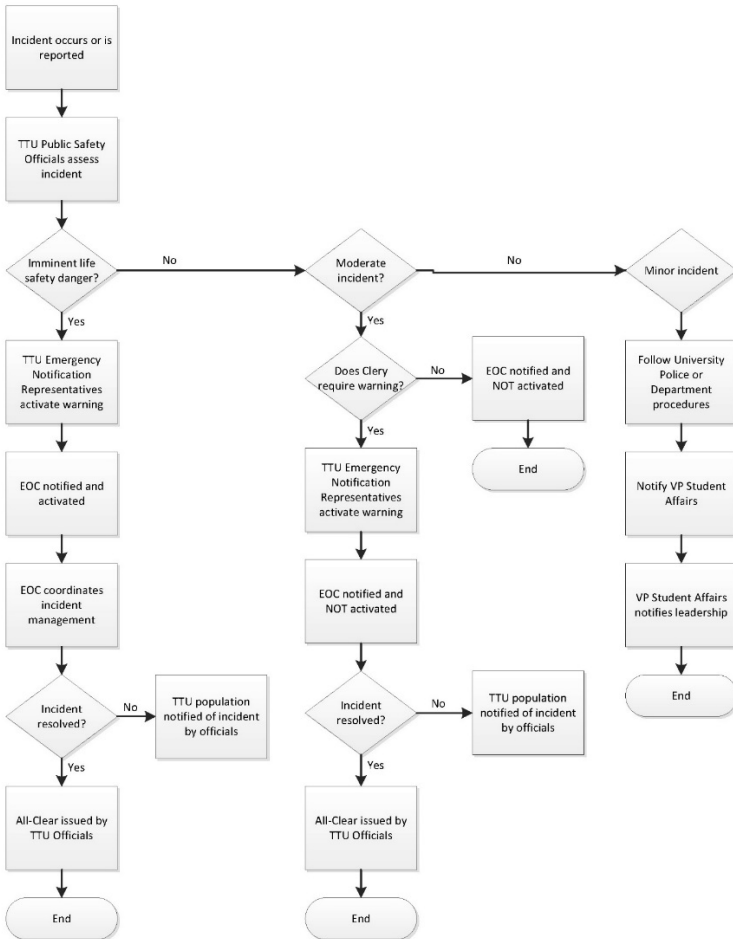 Incident occurs or is
reported
TTU Public Safety
Officials assess
incident
Imminent life
safety danger?
No
Moderate
incident?
No
Minor incident
Yes
Yes
TTU Emergency
Notification
Representatives
activate warning
Does Clery
require warning?
No
EOC notified and
NOT activated
Follow University
Police or
Department
procedures
Yes
End
EOC notified and
activated
TTU Emergency
Notification
Representatives
activate warning
Notify VP Student
Affairs
EOC coordinates
incident
management
EOC notified and
NOT activated
VP Student Affairs
notifies leadership
Incident
resolved?
No
TTU population
notified of incident
by officials
Incident
resolved?
No
TTU population
notified of incident
by officials
End
Yes
Yes
All-Clear issued by
TTU Officials
All-Clear issued by
TTU Officials
End
End